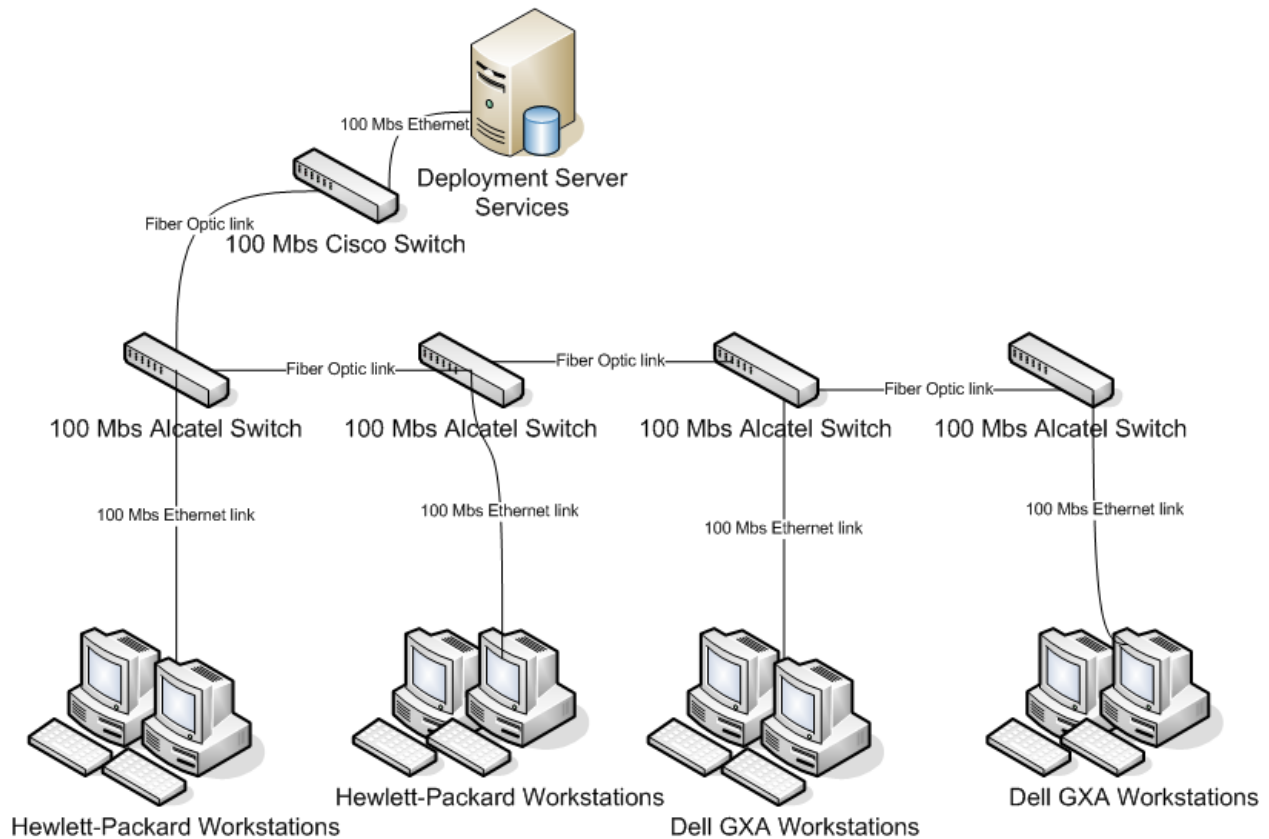 100 Mbs Ethernet
Deployment Server
Services
Fiber Optic link
100 Mbs Cisco Switch
Fiber Optic link
Fiber Optic link
Fiber Optic link
100 Mbs Alcatel Switch
100 Mbs Alcatel Switch
100 Mbs Alcatel Switch
100 Mbs Alcatel Switch
100 Mbs Ethernet link
100 Mbs Ethernet link
100 Mbs Ethernet link
100 Mbs Ethernet link
Hewlett-Packard Workstations
Hewlett-Packard Workstations
Dell GXA Workstations
Dell GXA Workstations